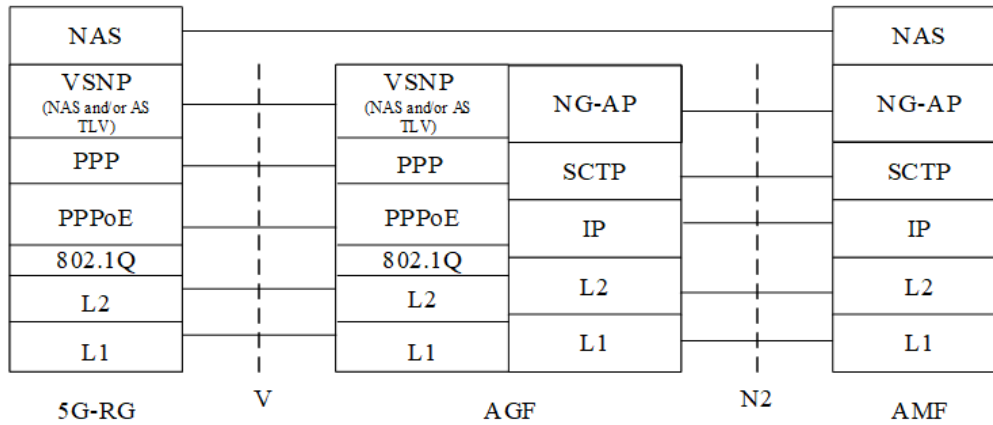 NAS
NAS
VSNP
(NAS and/or AS
TLV)
PPP
PPPoE
802.1Q
L2
L1
VSNP
(NAS and/or AS
TLV)
PPP
PPPoE
802.1Q
L2
L1
NG-AP
SCTP
IP
L2
L1
NG-AP
SCTP
IP
L2
L1
5G-RG
V
AGF
N2
AMF